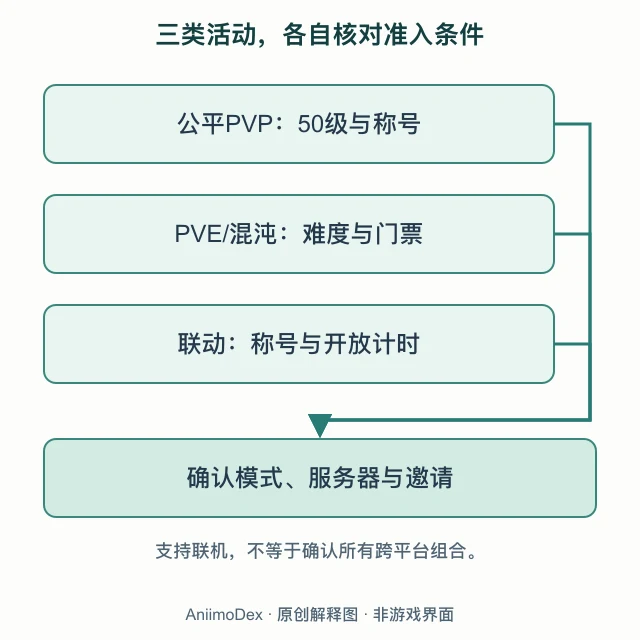 三类活动，各自核对准入条件
公平PVP：50级与称号
PVE/混沌：难度与门票
联动：称号与开放计时
确认模式、服务器与邀请
支持联机，不等于确认所有跨平台组合。
AniimoDex · 原创解释图 · 非游戏界面